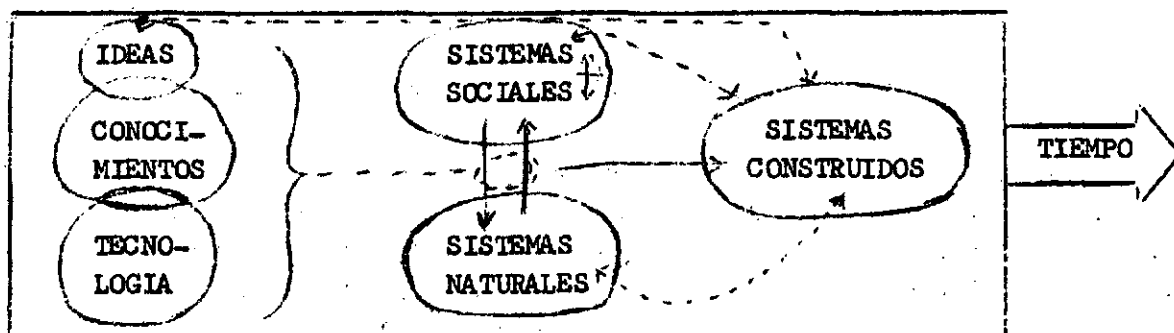 IDEAS
CONOCI-
MIENTOS
TECNO-
LOGIA
SISTEMAS
SOCIALES
SISTEMAS
NATURALES
SISTEMAS
CONSTRUIDOS
TIEMPO